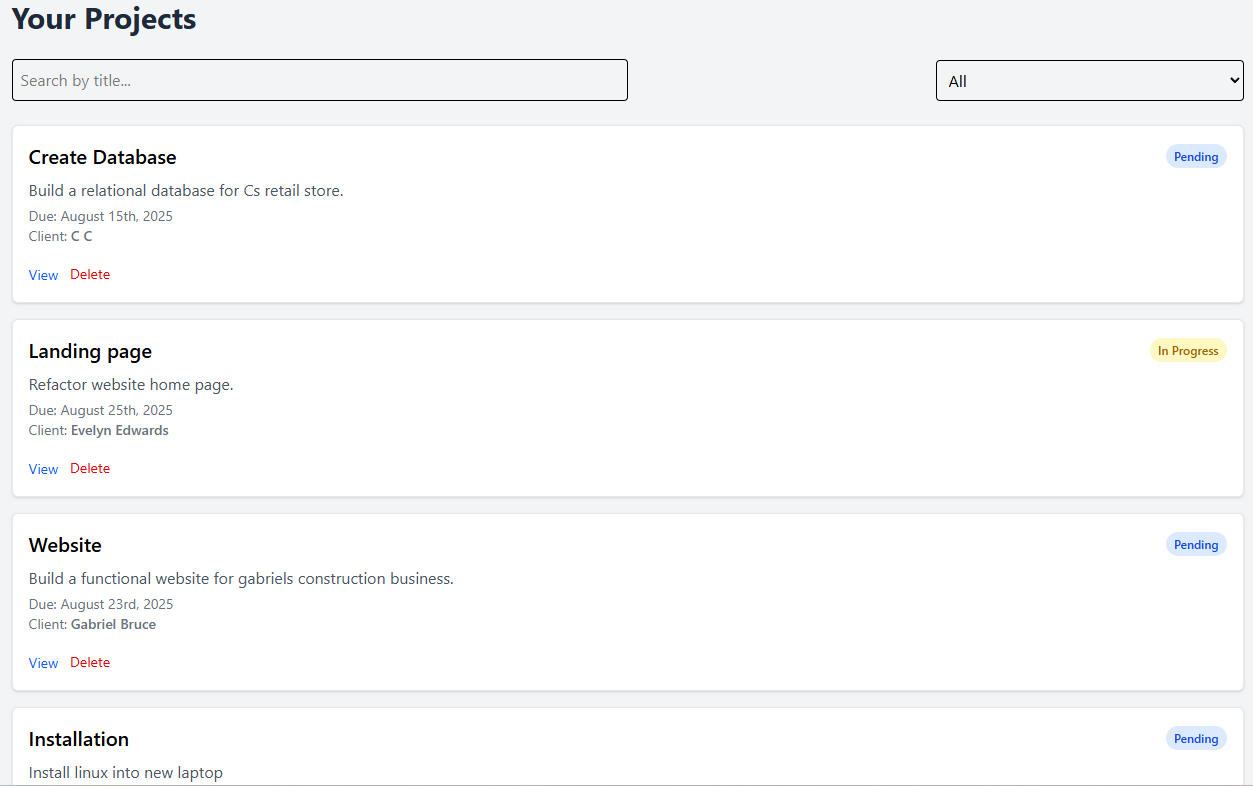 Your Projects
Search by title...
All
Create Database
Pending
Build a relational database for Cs retail store.
Due: August 15th, 2025
Client: C C
View Delete
Landing page
In Progress
Refactor website home page.
Due: August 25th, 2025
Client: Evelyn Edwards
View Delete
Website
Pending
Build a functional website for gabriels construction business.
Due: August 23rd, 2025
Client: Gabriel Bruce
View Delete
Installation
Pending
Install linux into new laptop